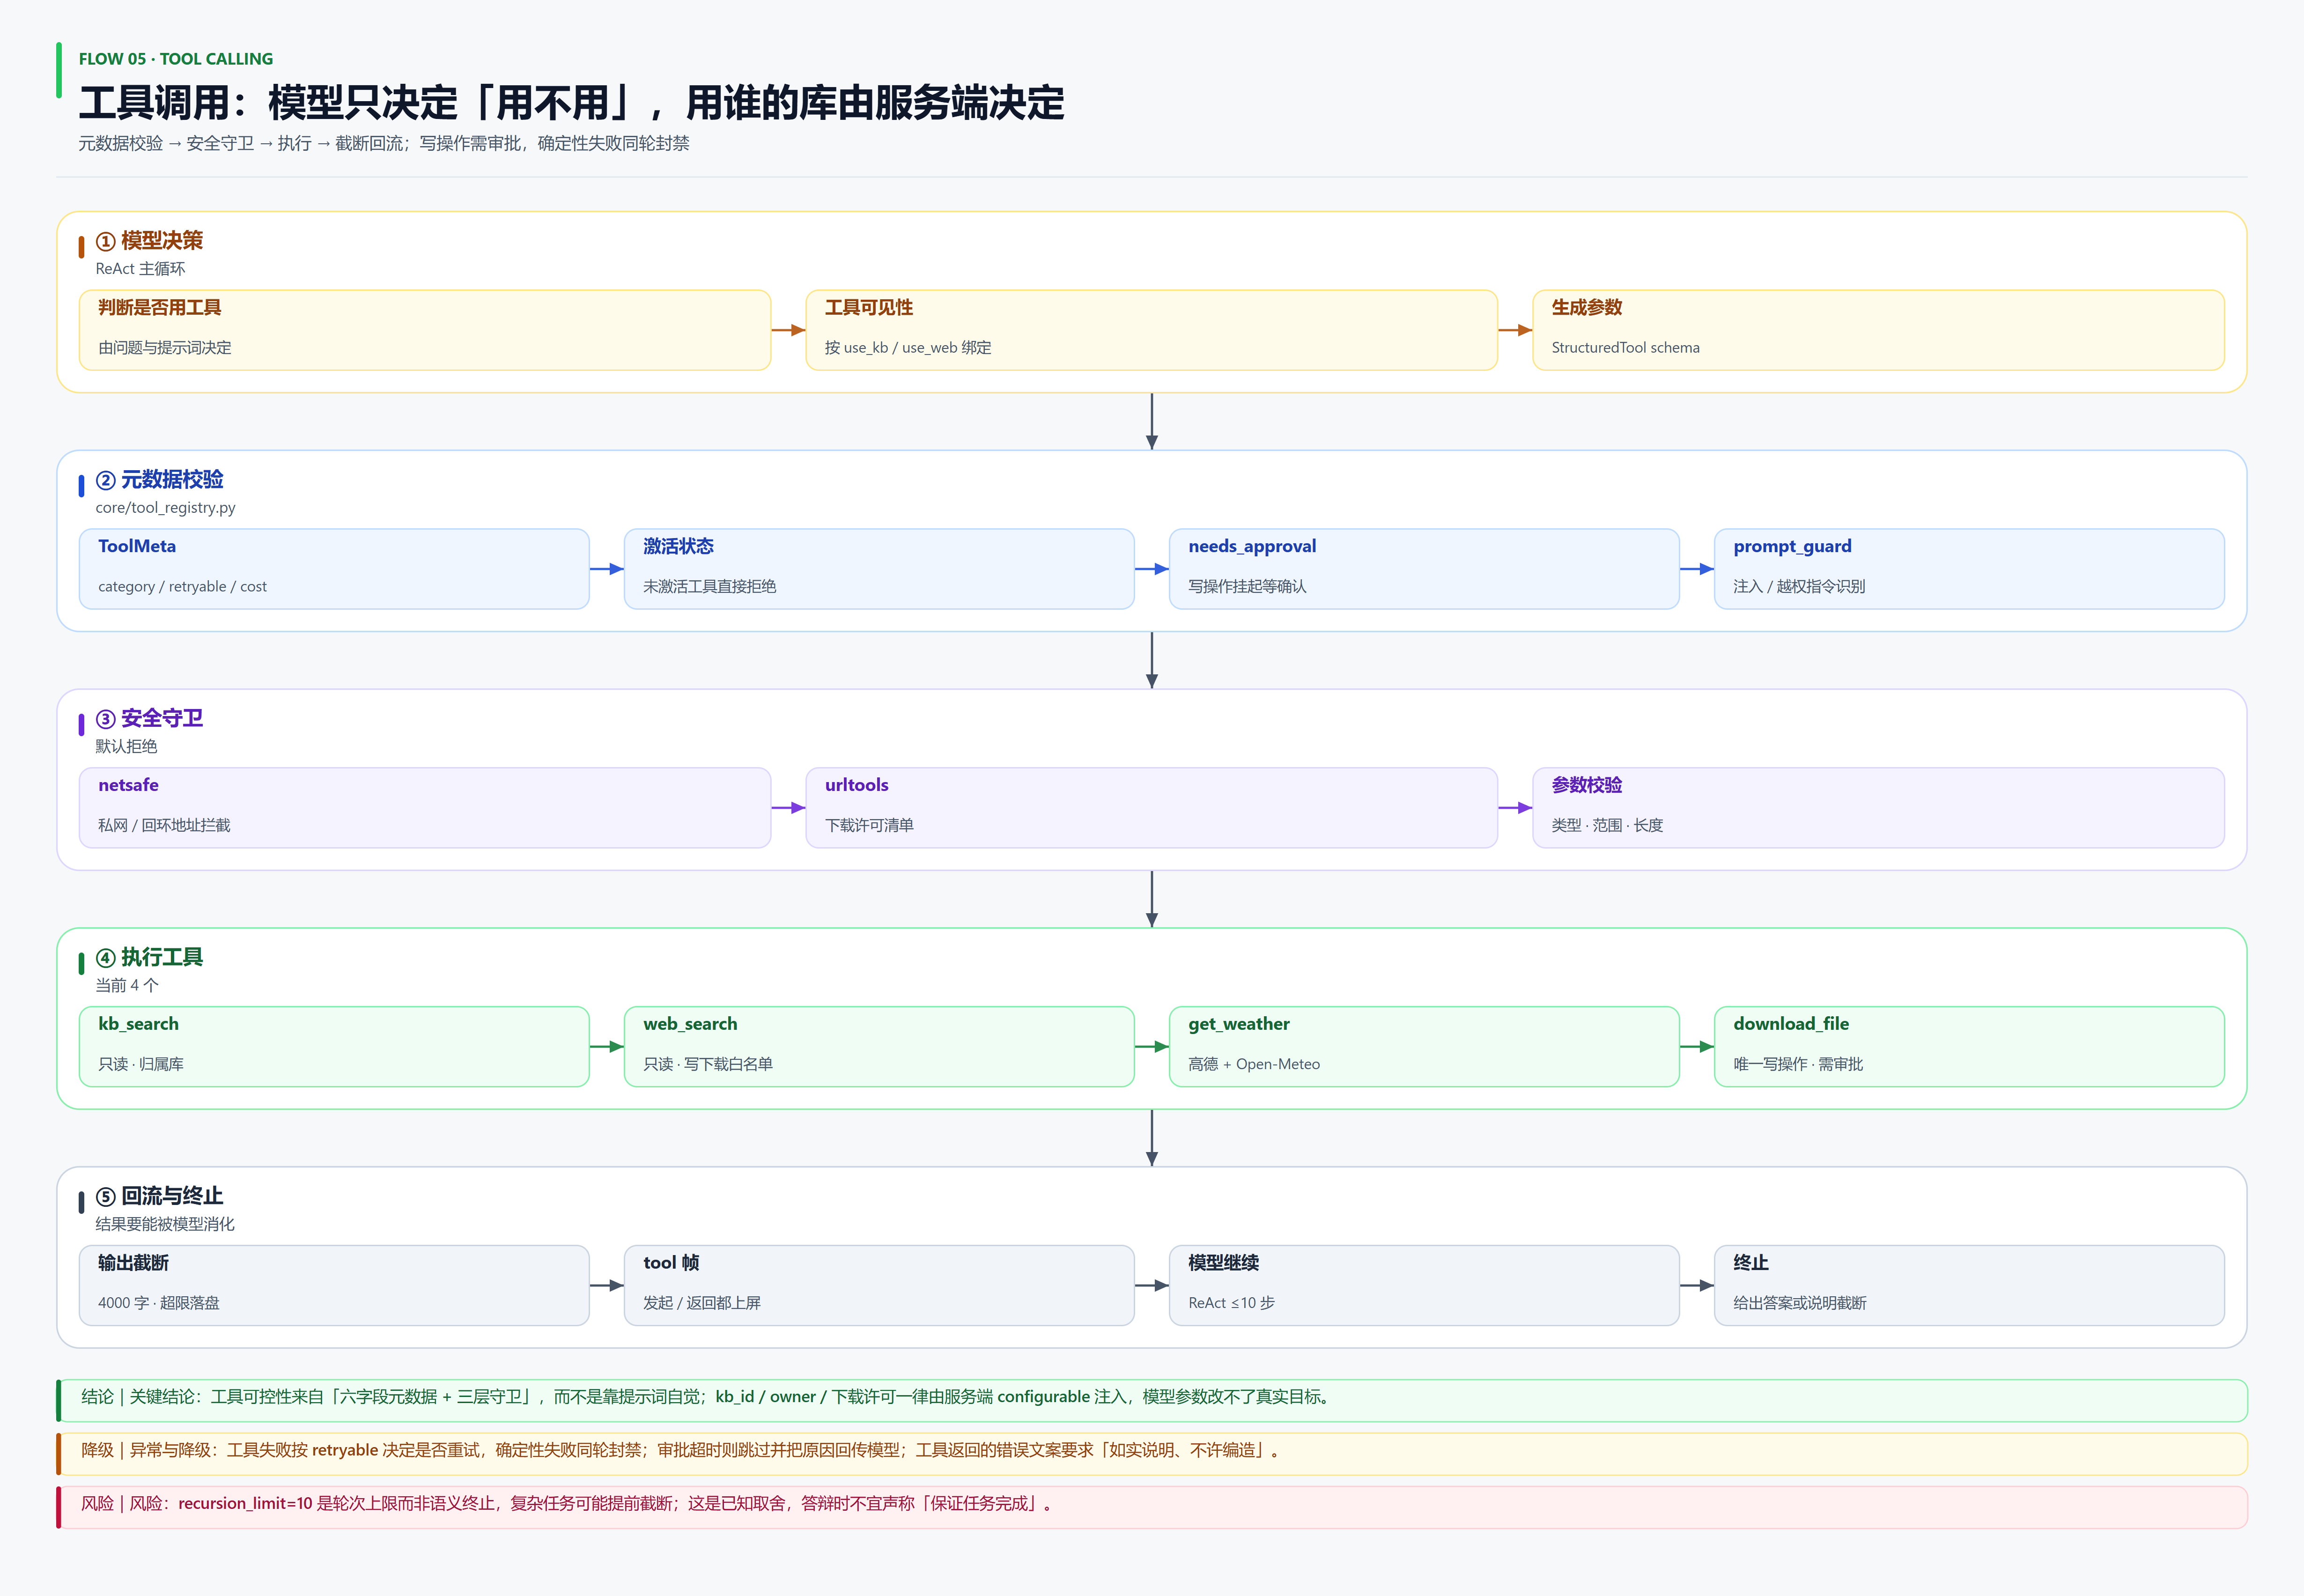 FLOW 05 · TOOL CALLING
工具调用：模型只决定「用不用」，用谁的库由服务端决定
元数据校验 → 安全守卫 → 执行 → 截断回流；写操作需审批，确定性失败同轮封禁
① 模型决策
ReAct 主循环
判断是否用工具
由问题与提示词决定
工具可见性
按 use_kb / use_web 绑定
生成参数
StructuredTool schema
② 元数据校验
core/tool_registry.py
ToolMeta
category / retryable / cost
激活状态
未激活工具直接拒绝
needs_approval
写操作挂起等确认
prompt_guard
注入 / 越权指令识别
③ 安全守卫
默认拒绝
netsafe
私网 / 回环地址拦截
urltools
下载许可清单
参数校验
类型 · 范围 · 长度
④ 执行工具
当前 4 个
kb_search
只读 · 归属库
web_search
只读 · 写下载白名单
get_weather
高德 + Open-Meteo
download_file
唯一写操作 · 需审批
⑤ 回流与终止
结果要能被模型消化
输出截断
4000 字 · 超限落盘
tool 帧
发起 / 返回都上屏
模型继续
ReAct ≤10 步
终止
给出答案或说明截断
结论｜关键结论：工具可控性来自「六字段元数据 + 三层守卫」，而不是靠提示词自觉；kb_id / owner / 下载许可一律由服务端 configurable 注入，模型参数改不了真实目标。
降级｜异常与降级：工具失败按 retryable 决定是否重试，确定性失败同轮封禁；审批超时则跳过并把原因回传模型；工具返回的错误文案要求「如实说明、不许编造」。
风险｜风险：recursion_limit=10 是轮次上限而非语义终止，复杂任务可能提前截断；这是已知取舍，答辩时不宜声称「保证任务完成」。